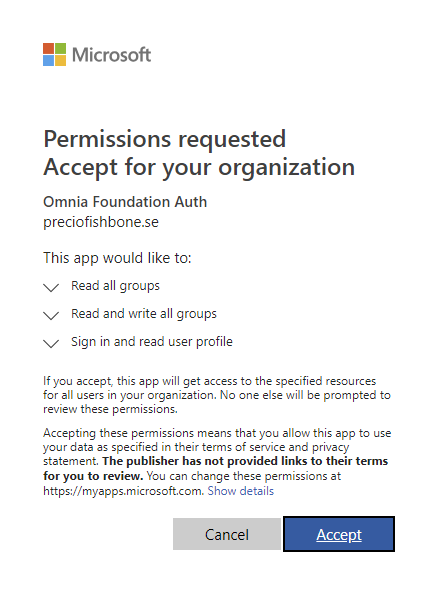 Microsoft
Permissions requested
Accept for your organization
Omnia Foundation Auth
preciofishbone.se
This app would like to:
Read all groups
Read and write all groups
Sign in and read user profile
If you accept, this app will get access to the specified resources
for all users in your organization. No one else will be prompted to
review these permissions.
Accepting these permissions means that you allow this app to use
your data as specified in their terms of service and privacy
statement. The publisher has not provided links to their terms
for you to review. You can change these permissions at
https://myapps.microsoft.com. Show details
Cancel
Accept